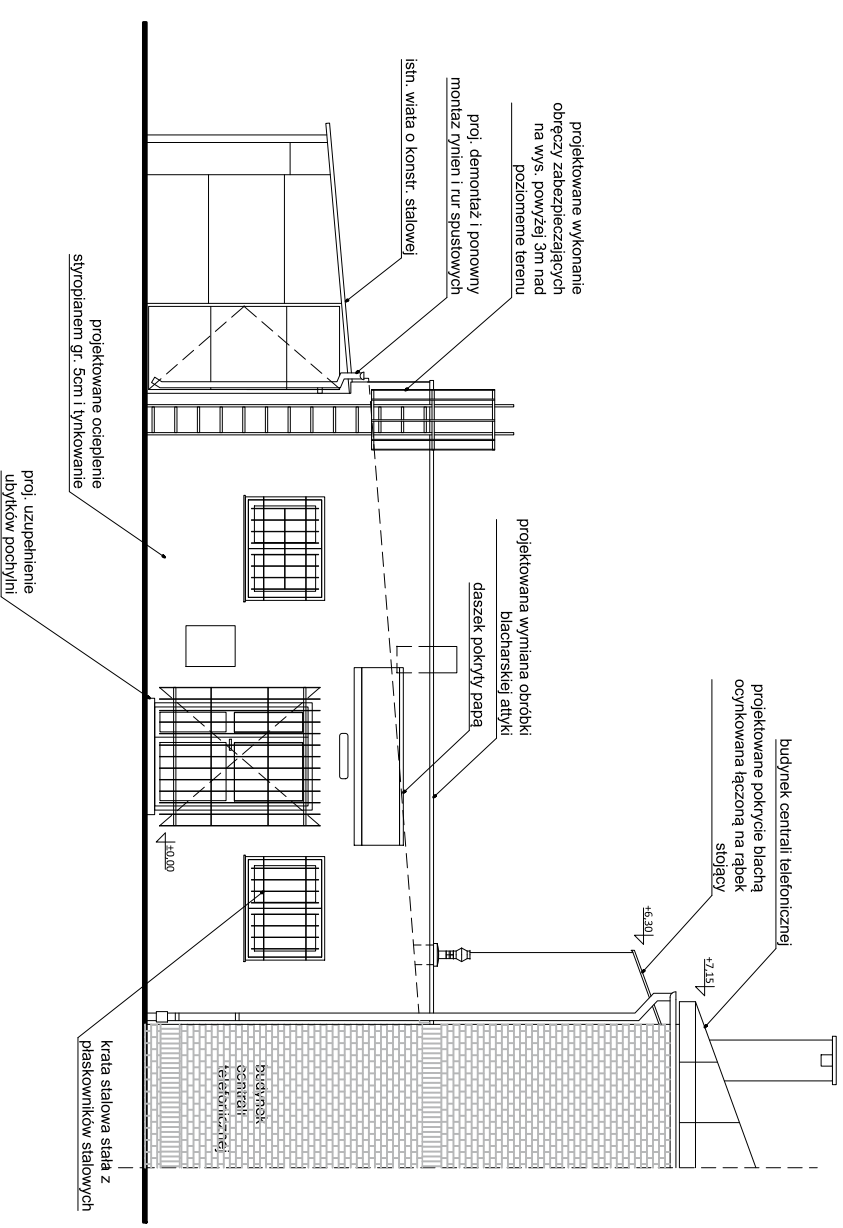 projektowane wykonanie
obręczy zabezpieczających
na wys. powyżej 3m nad
poziomeme terenu
proj. demontaż i ponowny
montaz rynien i rur spustowych
istn. wiata o konstr. stalowej
projektowane ocieplenie
styropianem gr. 5cm i tynkowanie
proj. uzupełnienie
ubytków pochylni
projektowana wymiana obróbki
blacharskiej attyki
daszek pokryty papą
budynek centrali telefonicznej
projektowane pokrycie blachą
ocynkowana łączoną na rąbek
stojący
+6,30
+7,15
±0,00
budynek
centrali
telefonicznej
krata stalowa stała z
płaskowników stalowych